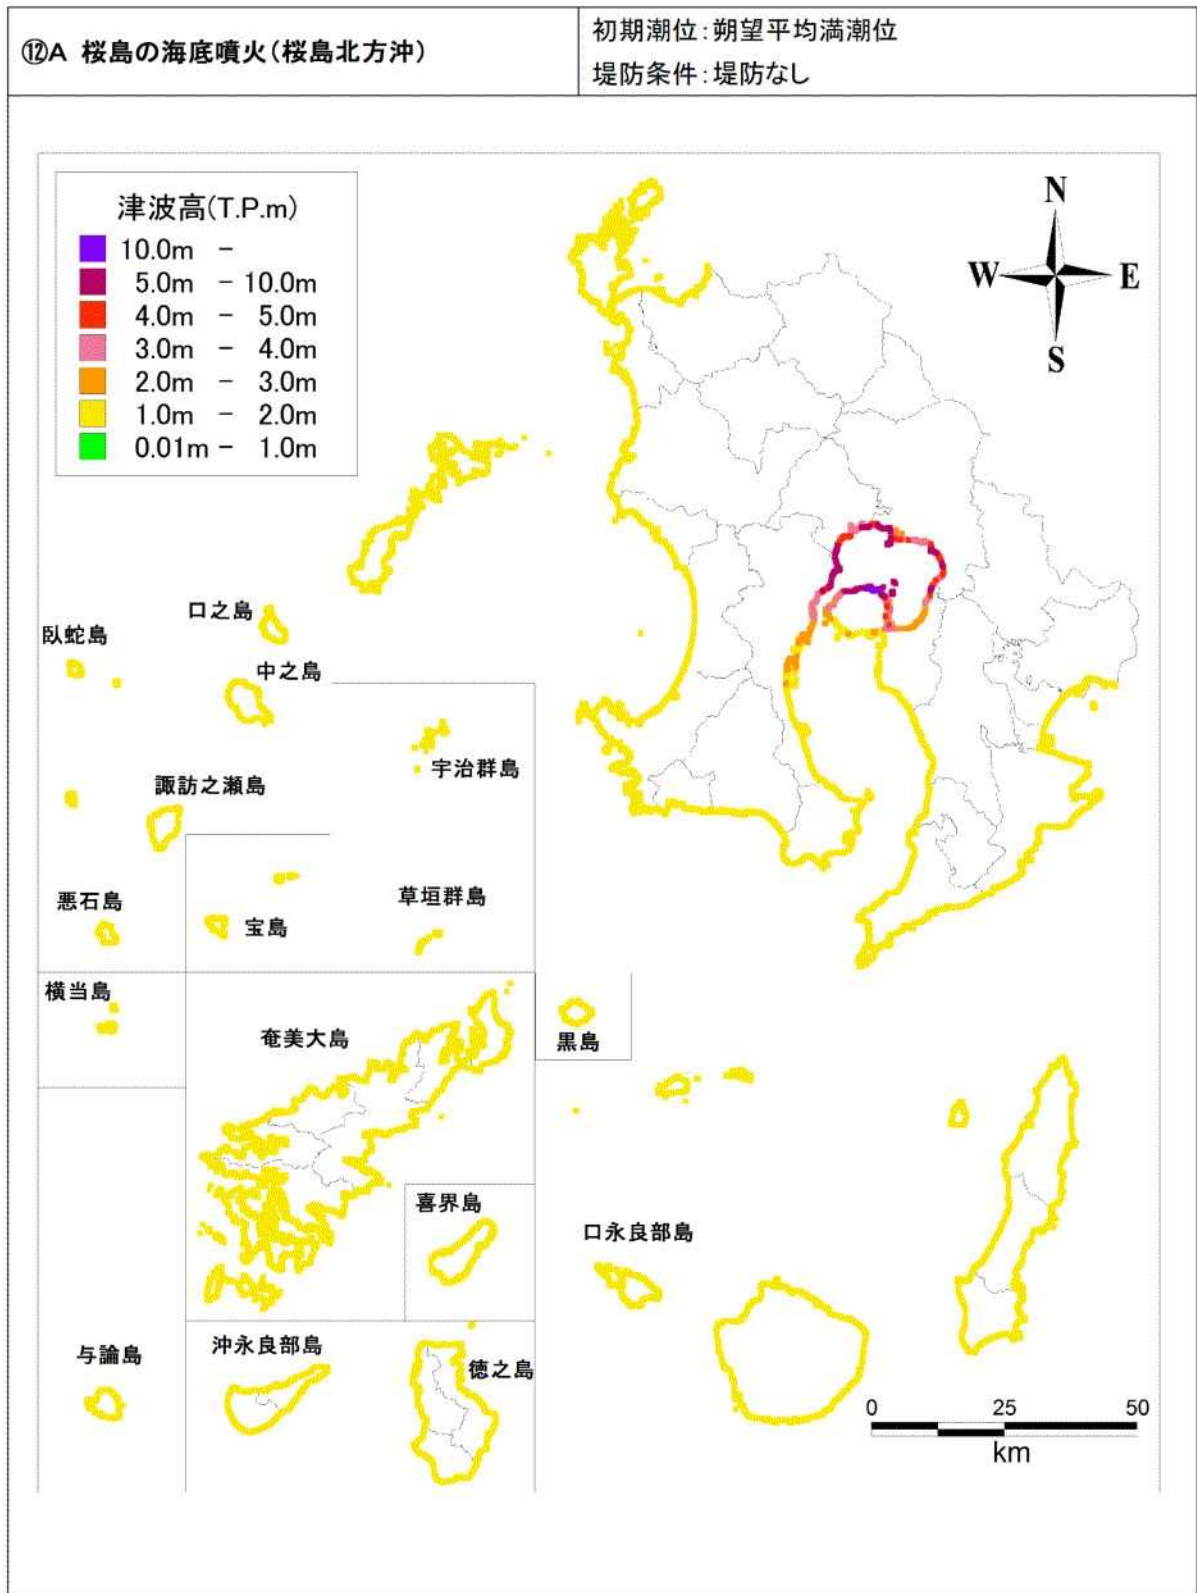 ⑫A 桜島の海底噴火(桜島北方沖)
初期潮位:朔望平均満潮位
堤防条件:堤防なし
津波高(T.P.m)
10.0m －
5.0m － 10.0m
4.0m － 5.0m
3.0m － 4.0m
2.0m － 3.0m
1.0m － 2.0m
0.01m － 1.0m
N
W
E
S
口之島
臥蛇島
中之島
宇治群島
諏訪之瀬島
悪石島
宝島
草垣群島
横当島
奄美大島
黒島
喜界島
口永良部島
与論島
沖永良部島
徳之島
0 25 50
km